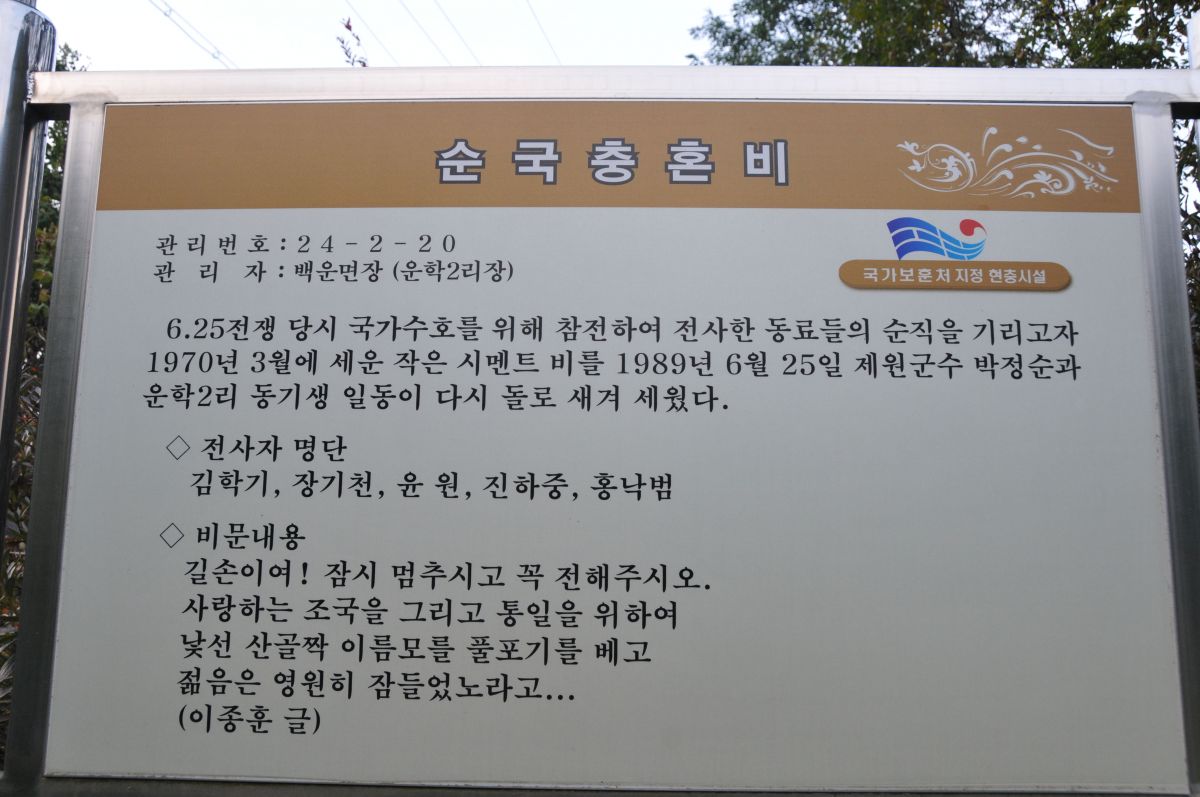 순국충혼비
관리번호 : 24-2-20
관 리 자 : 백운면장 (운학2리장)
국가보훈처 지정 현충시설
6.25전쟁 당시 국가수호를 위해 참전하여 전사한 동료들의 순직을 기리고자
1970년 3월에 세운 작은 시멘트 비를 1989년 6월 25일 제원군수 박정순과
운학2리 동기생 일동이 다시 돌로 새겨 세웠다.
◇ 전사자 명단
김학기, 장기천, 윤 원, 진하중, 홍낙범
◇ 비문내용
길손이여! 잠시 멈추시고 꼭 전해주시오.
사랑하는 조국을 그리고 통일을 위하여
낯선 산골짝 이름모를 풀포기를 베고
젊음은 영원히 잠들었노라고...
(이종훈 글)